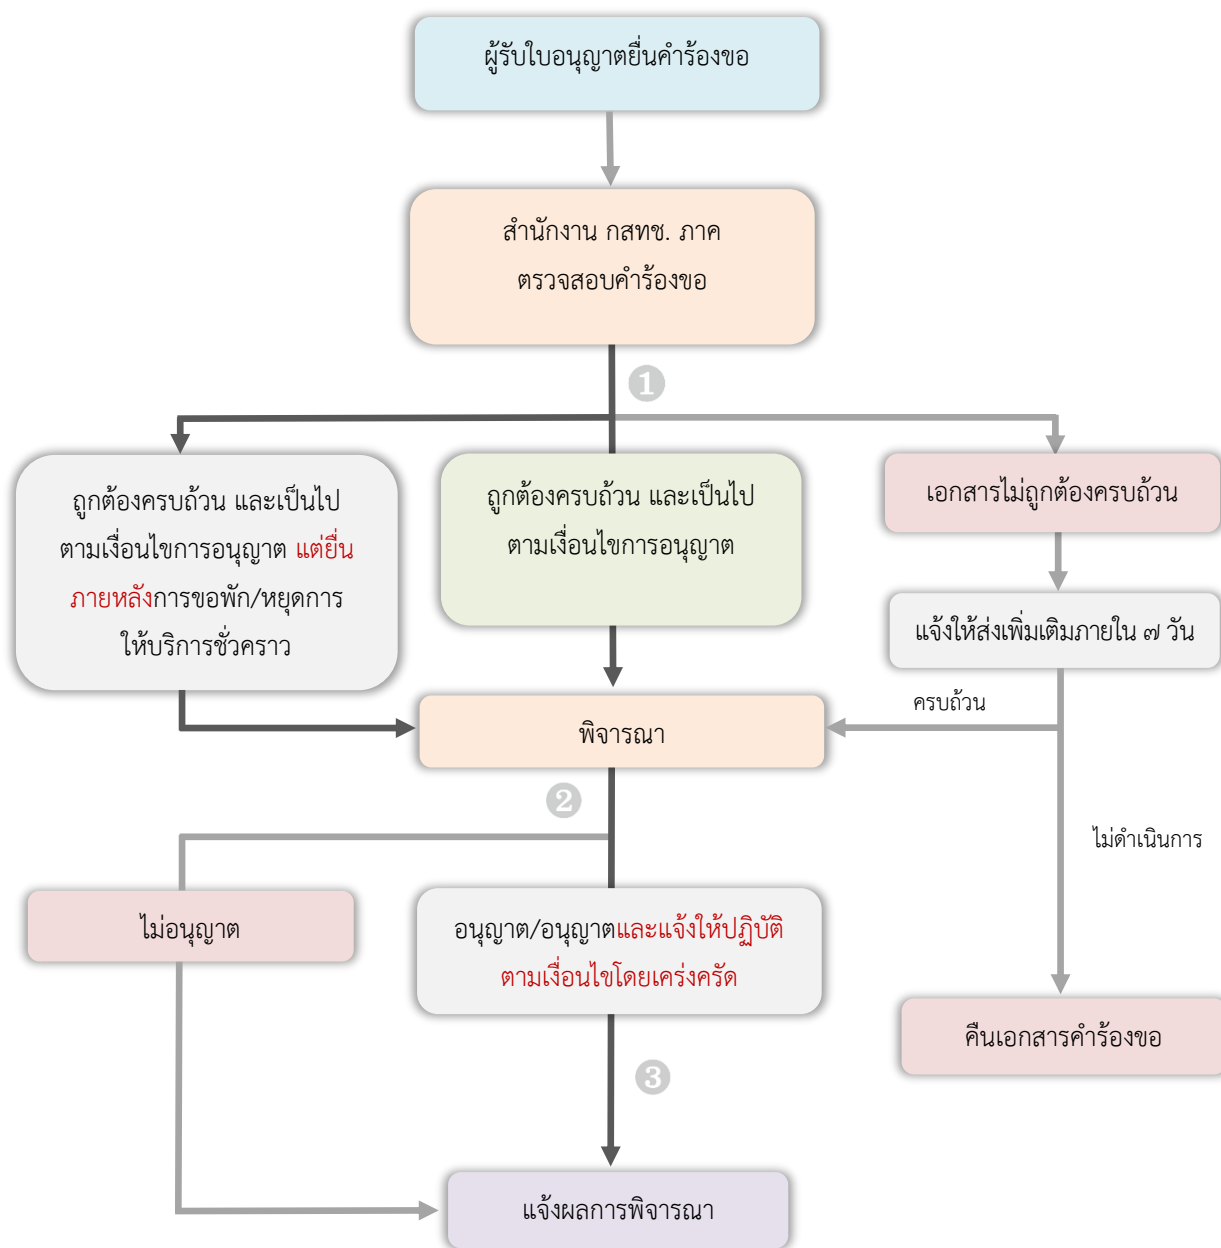 ผู้รับใบอนุญาตยื่นคำร้องขอ
สำนักงาน กสทช. ภาค
ตรวจสอบคำร้องขอ
1
ถูกต้องครบถ้วน และเป็นไป
ตามเงื่อนไขการอนุญาต แต่ยื่น
ภายหลังการขอพัก/หยุดการ
ให้บริการชั่วคราว
ถูกต้องครบถ้วน และเป็นไป
ตามเงื่อนไขการอนุญาต
เอกสารไม่ถูกต้องครบถ้วน
แจ้งให้ส่งเพิ่มเติมภายใน ๗ วัน
ครบถ้วน
พิจารณา
2
ไม่ดำเนินการ
ไม่อนุญาต
อนุญาต/อนุญาตและแจ้งให้ปฏิบัติ
ตามเงื่อนไขโดยเคร่งครัด
คืนเอกสารคำร้องขอ
3
แจ้งผลการพิจารณา